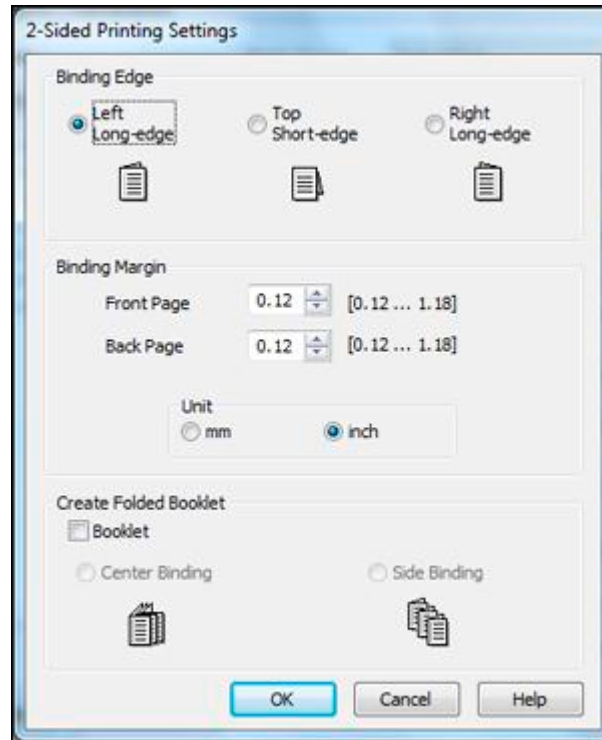 2-Sided Printing Settings
Binding Edge
Left
Long-edge
Top
Short-edge
Right
Long-edge
Binding Margin
Front Page 0.12 [0.12 ... 1.18]
Back Page 0.12 [0.12 ... 1.18]
Unit
mm inch
Create Folded Booklet
Booklet
Center Binding Side Binding
OK Cancel Help